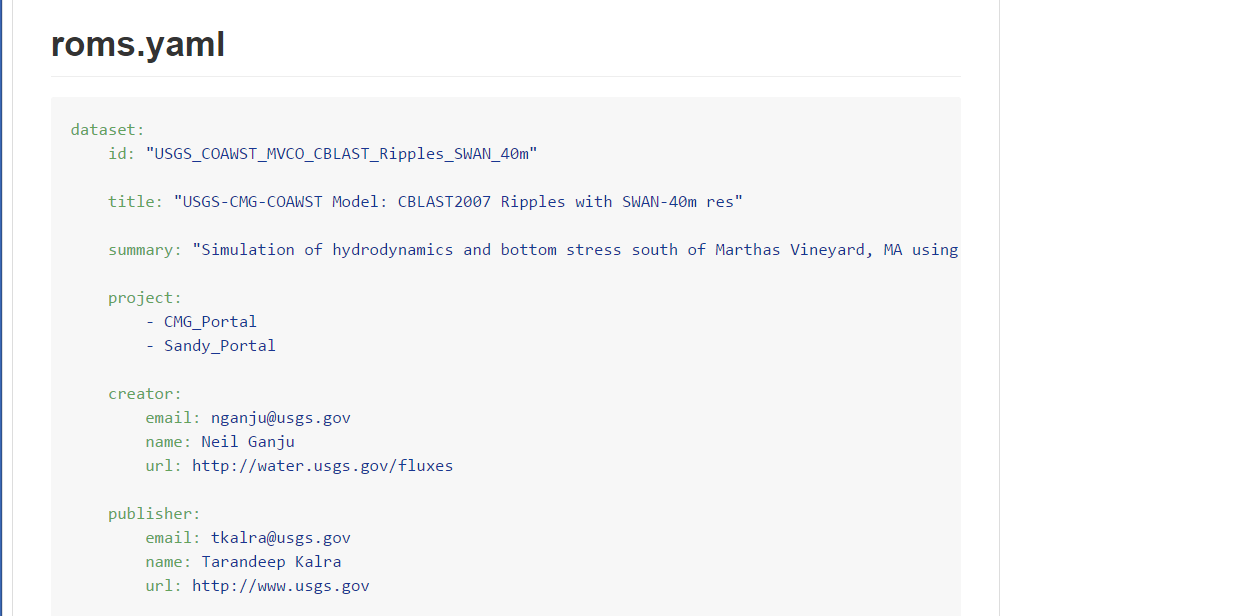 roms.yaml
dataset:
    id: "USGS_COAWST_MVCO_CBLAST_Ripples_SWAN_40m"
    title: "USGS-CMG-COAWST Model: CBLAST2007 Ripples with SWAN-40m res"
    summary: "Simulation of hydrodynamics and bottom stress south of Marthas Vineyard, MA using
    project:
        - CMG_Portal
        - Sandy_Portal
    creator:
        email: nganju@usgs.gov
        name: Neil Ganju
        url: http://water.usgs.gov/fluxes
    publisher:
        email: tkalra@usgs.gov
        name: Tarandeep Kalra
        url: http://www.usgs.gov